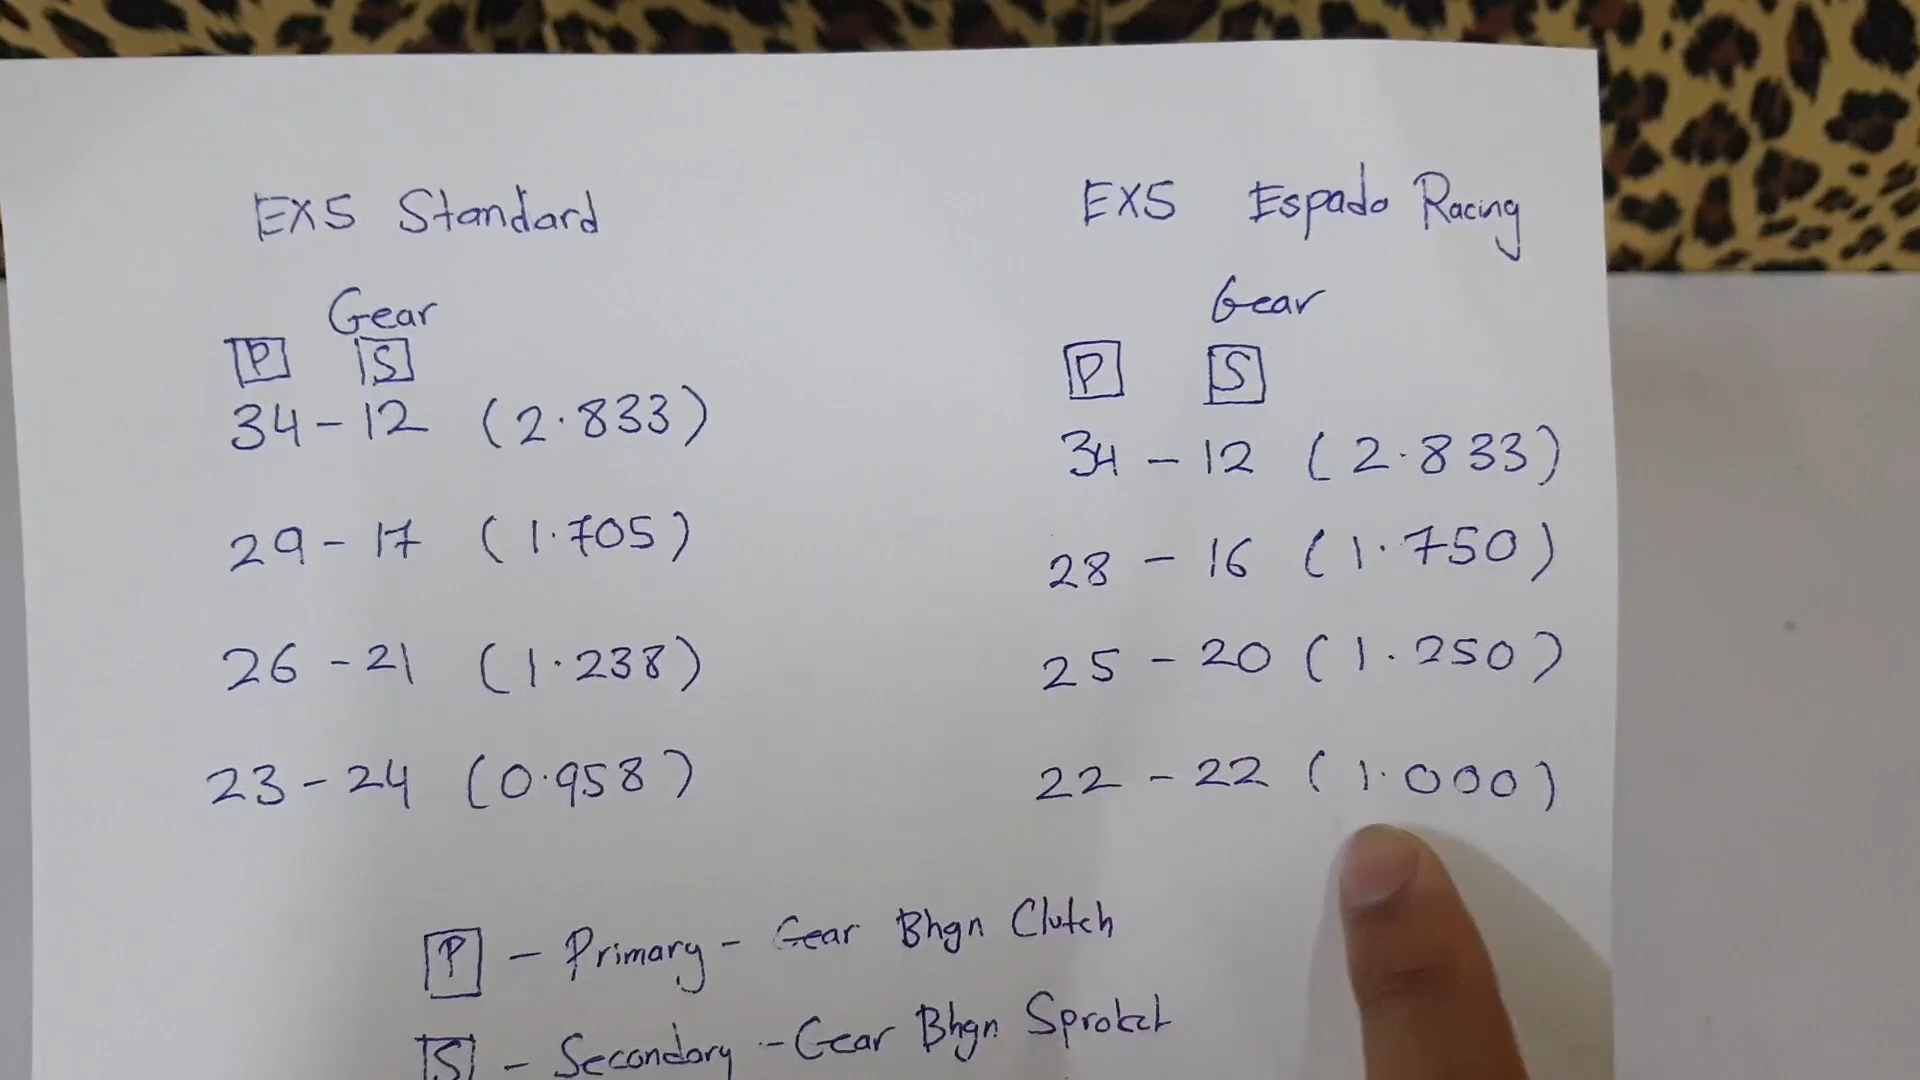 EX5 Standard
Gear
P S
34-12 (2.833)
29-17 (1.705)
26-21 (1.238)
23-24 (0.958)
EX5 Espado Racing
Gear
P S
34-12 (2.833)
28-16 (1.750)
25-20 (1.250)
22-22 (1.000)
P - Primary - Gear Bhgn Clutch
S - Secondary - Gear Bhgn Sproket